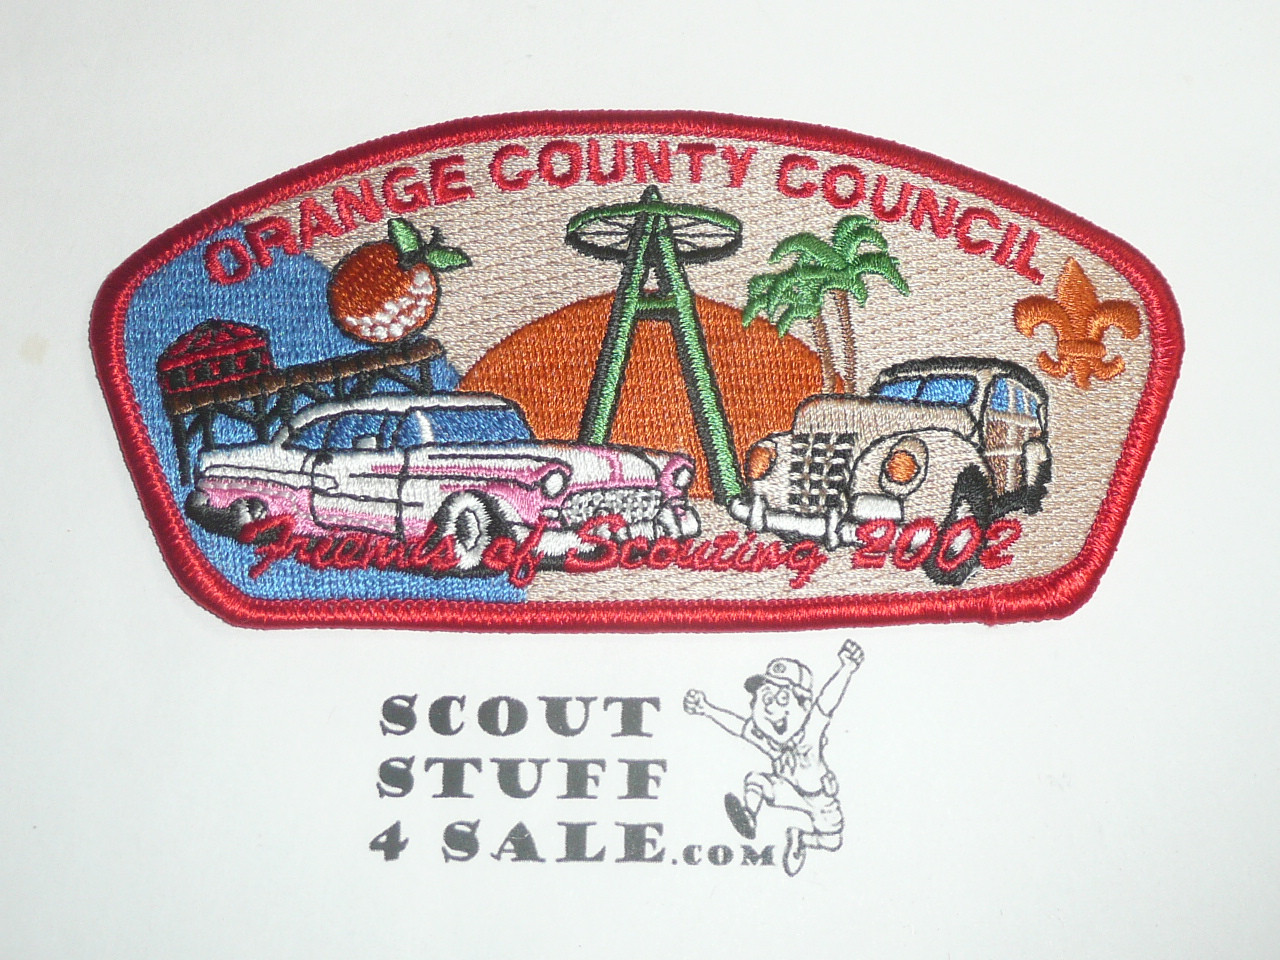 ORANGE COUNTY COUNCIL
Friends of Scouting 2002
SCOUT
STUFF
4 SALE.COM